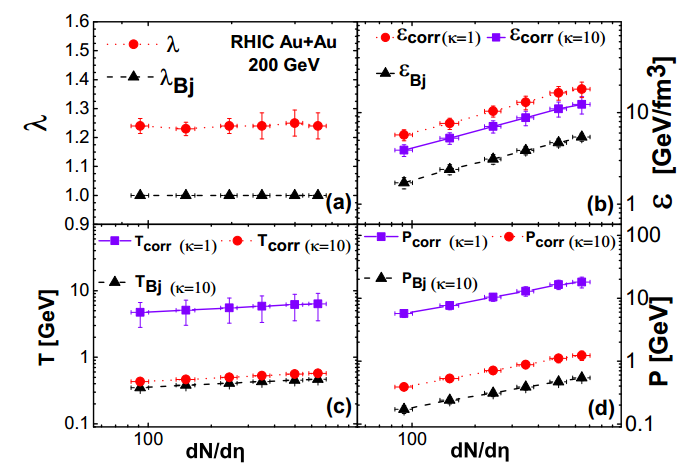 1.6
1.5
1.4
1.3
1.2
1.1
1.0
0.9
λ
λ
λBj
RHIC Au+Au
200 GeV
(a)
εcorr (κ=1) εcorr (κ=10)
εBj
(b)
10
1
ε [GeV/fm3]
Tcorr (κ=1) Tcorr (κ=10)
TBj (κ=10)
10
1
0.1
T [GeV]
(c)
100
dN/dη
Pcorr (κ=1) Pcorr (κ=10)
PBj (κ=10)
100
10
1
0.1
P [GeV]
(d)
100
dN/dη